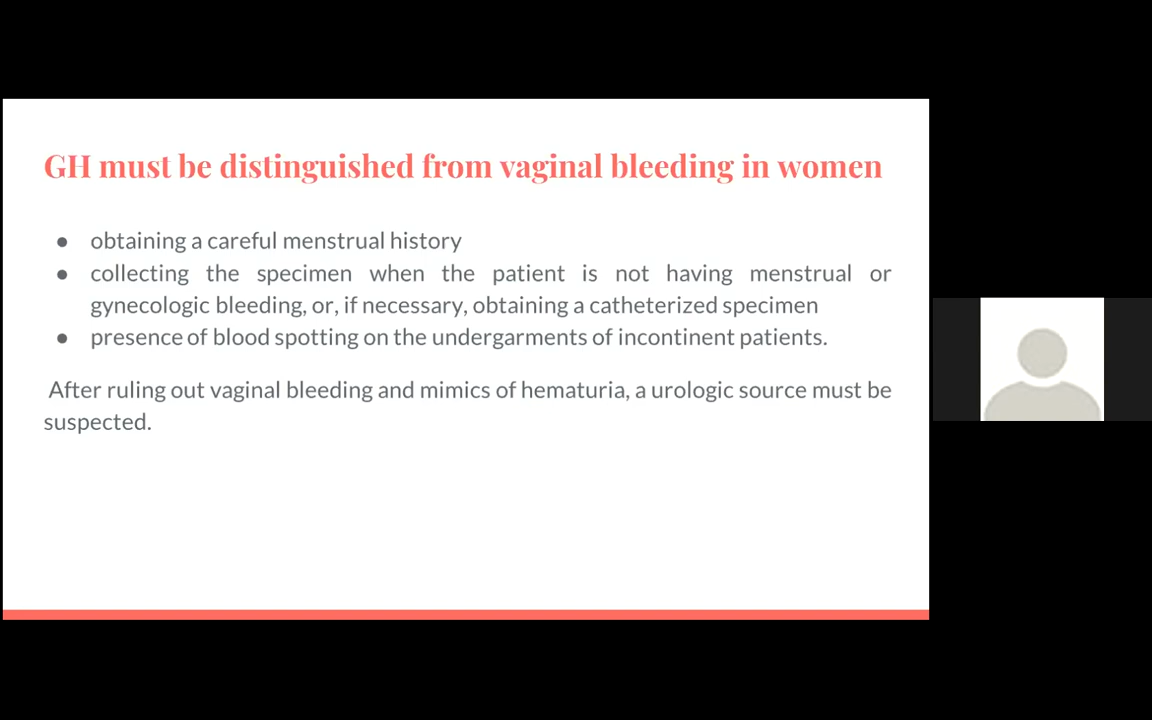 GH must be distinguished from vaginal bleeding in women
● obtaining a careful menstrual history
● collecting the specimen when the patient is not having menstrual or
gynecologic bleeding, or, if necessary, obtaining a catheterized specimen
● presence of blood spotting on the undergarments of incontinent patients.
After ruling out vaginal bleeding and mimics of hematuria, a urologic source must be
suspected.